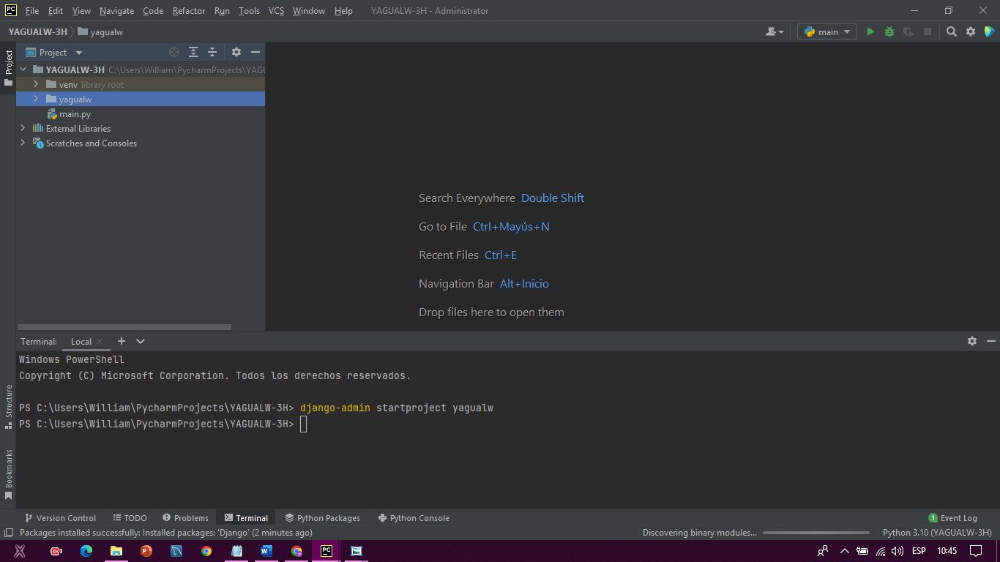 PC File Edit View Navigate Code Refactor Run Tools VCS Window Help YAGUALW-3H - Administrator
YAGUALW-3H yagualw main
Project
Project
YAGUALW-3H C:\Users\William\PycharmProjects\YAGU
venv library root
yagualw
main.py
External Libraries
Scratches and Consoles
Search Everywhere Double Shift
Go to File Ctrl+Mayús+N
Recent Files Ctrl+E
Navigation Bar Alt+Inicio
Drop files here to open them
Terminal: Local
Windows PowerShell
Copyright (C) Microsoft Corporation. Todos los derechos reservados.
PS C:\Users\William\PycharmProjects\YAGUALW-3H> django-admin startproject yagualw
PS C:\Users\William\PycharmProjects\YAGUALW-3H>
Structure
Bookmarks
Version Control TODO Problems Terminal Python Packages Python Console 1 Event Log
Packages installed successfully: Installed packages: 'Django' (2 minutes ago) Discovering binary modules... Python 3.10 (YAGUALW-3H)
ESP 10:45